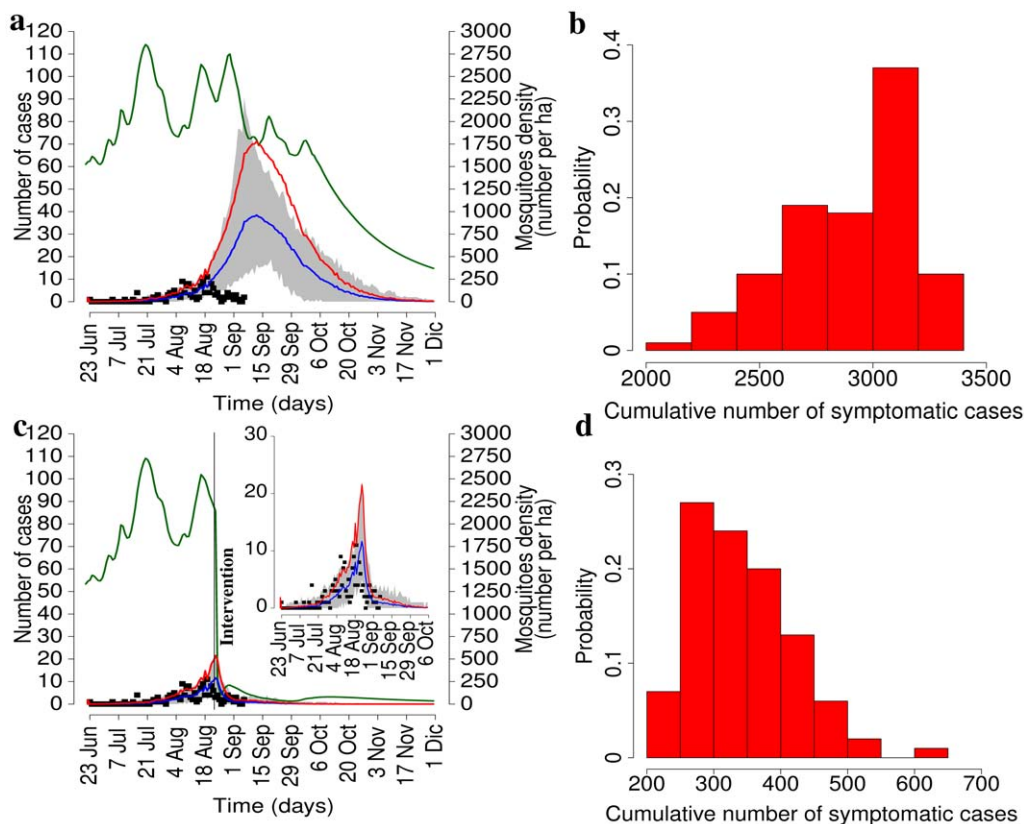 a
120
110
100
90
80
70
60
50
40
30
20
10
0
Number of cases
3000
2750
2500
2250
2000
1750
1500
1250
1000
750
500
250
0
Mosquitoes density
(number per ha)
23 Jun
7 Jul
21 Jul
4 Aug
18 Aug
1 Sep
15 Sep
29 Sep
6 Oct
20 Oct
3 Nov
17 Nov
1 Dic
Time (days)
b
0.4
0.3
0.2
0.1
0
Probability
2000 2500 3000 3500
Cumulative number of symptomatic cases
c
120
110
100
90
80
70
60
50
40
30
20
10
0
Number of cases
Intervention
30
20
10
0
23 Jun
7 Jul
21 Jul
4 Aug
18 Aug
1 Sep
15 Sep
29 Sep
6 Oct
3000
2750
2500
2250
2000
1750
1500
1250
1000
750
500
250
0
Mosquitoes density
(number per ha)
23 Jun
7 Jul
21 Jul
4 Aug
18 Aug
1 Sep
15 Sep
29 Sep
6 Oct
20 Oct
3 Nov
17 Nov
1 Dic
Time (days)
d
0.3
0.2
0.1
0
Probability
200 300 400 500 600 700
Cumulative number of symptomatic cases